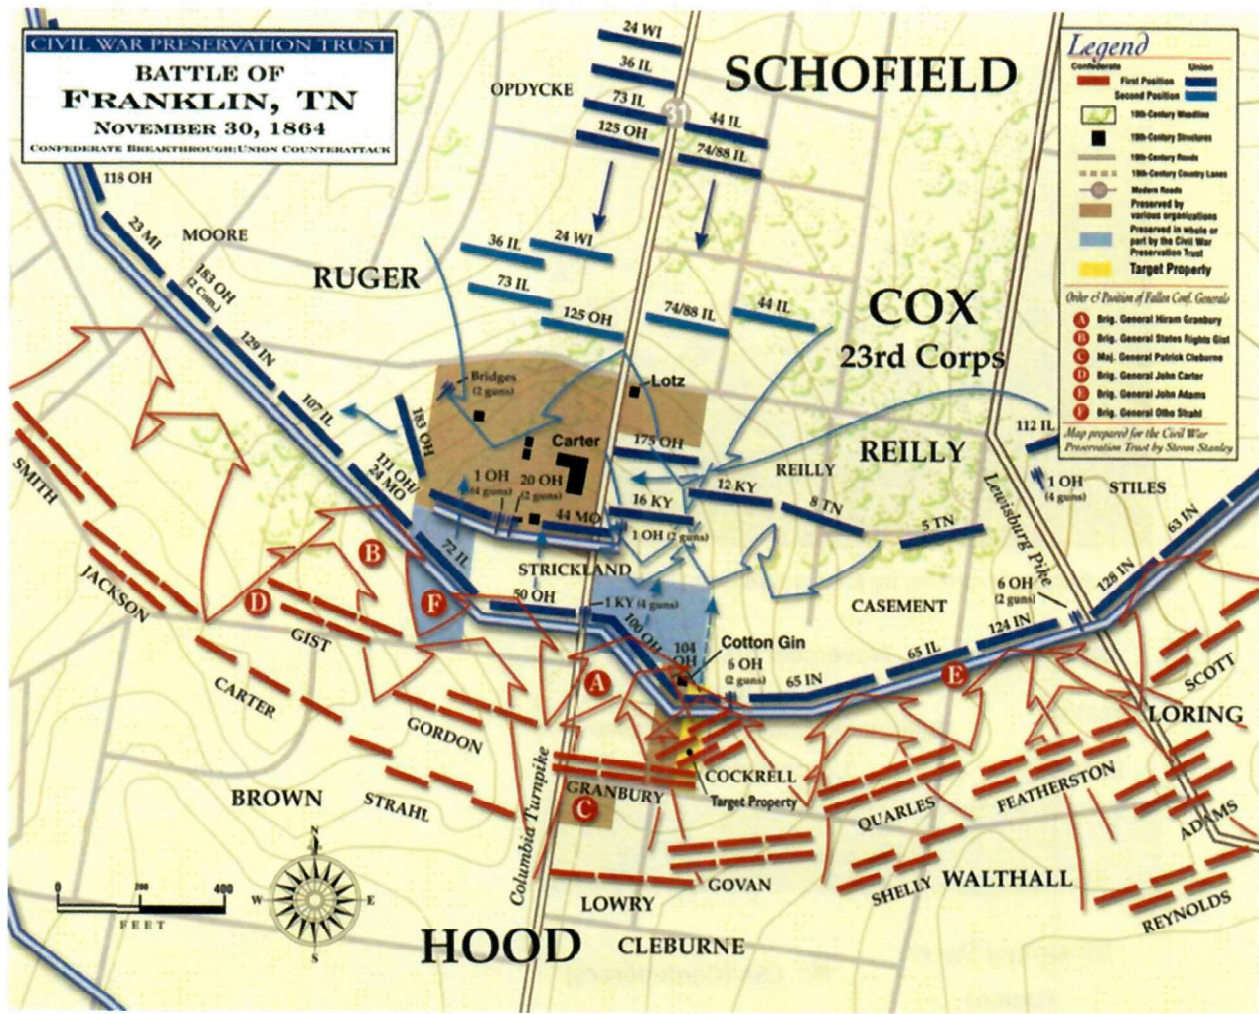 CIVIL WAR PRESERVATION TRUST
BATTLE OF
FRANKLIN, TN
NOVEMBER 30, 1864
CONFEDERATE BREAKTHROUGH:UNION COUNTERATTACK
Legend
Confederate
Union
First Position
Second Position
19th-Century Woodline
19th-Century Structures
19th-Century Roads
19th-Century Country Lanes
Modern Roads
Preserved by
various organizations
Preserved in whole or
part by the Civil War
Preservation Trust
Target Property
Order & Position of Fallen Conf. Generals
A Brig. General Hiram Granbury
B Brig. General States Rights Gist
C Maj. General Patrick Cleburne
D Brig. General John Carter
E Brig. General John Adams
F Brig. General Otho Strahl
Map prepared for the Civil War
Preservation Trust by Steven Stanley
24 WI
36 IL
OPDYCKE
73 IL
125 OH
31
44 IL
74/88 IL
SCHOFIELD
118 OH
23 MI
MOORE
183 OH
(2 Com.)
RUGER
36 IL
24 WI
73 IL
125 OH
74/88 IL
44 IL
COX
23rd Corps
129 IN
107 IL
Bridges
(2 guns)
183 OH
Lotz
Carter
175 OH
REILLY
REILLY
112 IL
1 OH
(4 guns)
STILES
111 OH/
24 MO
1 OH
(4 guns)
20 OH
(2 guns)
44 MO
16 KY
12 KY
8 TN
5 TN
1 OH (2 guns)
Lewisburg Pike
63 IN
SMITH
B
72 IL
STRICKLAND
50 OH
1 KY (4 guns)
100 OH
104
OH
Cotton Gin
6 OH
(2 guns)
CASEMENT
6 OH
(2 guns)
128 IN
124 IN
65 IL
65 IN
JACKSON
D
F
GIST
A
E
SCOTT
CARTER
GORDON
LORING
BROWN
STRAHL
Columbia Turnpike
GRANBURY
C
COCKRELL
Target Property
QUARLES
FEATHERSTON
ADAMS
GOVAN
SHELLY
WALTHALL
REYNOLDS
LOWRY
HOOD
CLEBURNE
0
200
400
FEET
N
W
E
S